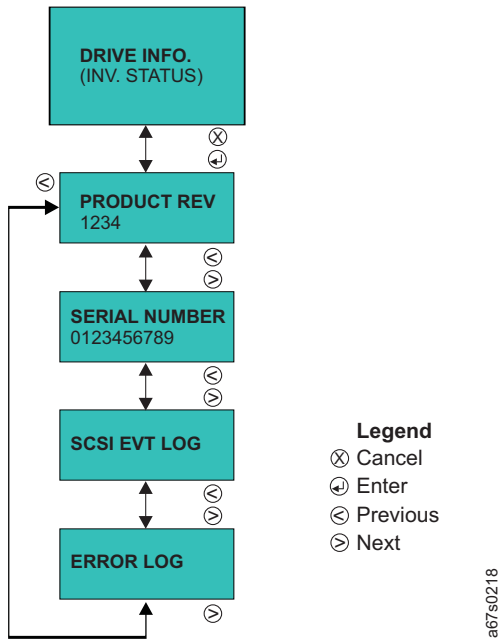 DRIVE INFO.
(INV. STATUS)
PRODUCT REV
1234
SERIAL NUMBER
0123456789
SCSI EVT LOG
ERROR LOG
Legend
Ⓧ Cancel
Enter
Previous
Next
a67s0218